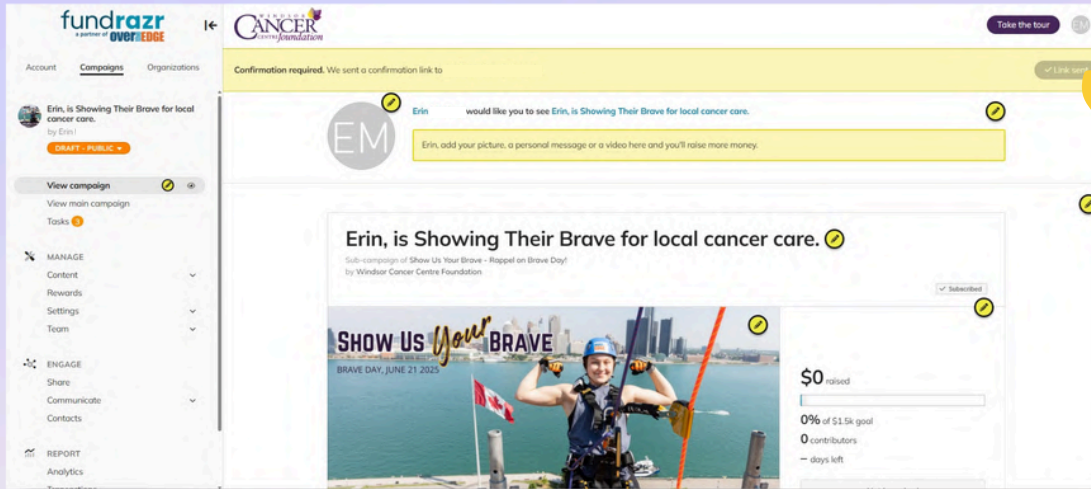 fundrazr
a partner of OVER THE EDGE
WINDSOR
CANCER
CENTRE foundation
Take the tour
EM
Account Campaigns Organizations
Confirmation required. We sent a confirmation link to
Link sent
Erin, is Showing Their Brave for local
cancer care.
by Erin
DRAFT - PUBLIC
EM
Erin would like you to see Erin, is Showing Their Brave for local cancer care.
Erin, add your picture, a personal message or a video here and you'll raise more money.
View campaign
View main campaign
Tasks 3
MANAGE
Content
Rewards
Settings
Team
ENGAGE
Share
Communicate
Contacts
REPORT
Analytics
Erin, is Showing Their Brave for local cancer care.
Sub-campaign of Show Us Your Brave - Rappel on Brave Day!
by Windsor Cancer Centre Foundation
Subscribed
SHOW US Your BRAVE
BRAVE DAY, JUNE 21 2025
$0 raised
0% of $1.5k goal
0 contributors
– days left